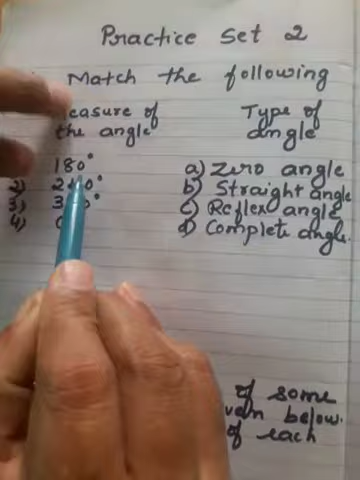 Practice Set 2
Match the following
Measure of the angle
Type of angle
180°
2)
3)
4)
a) Zero angle
b) Straight angle
c) Reflex angle
d) Complete angle.
of some
below.
of each